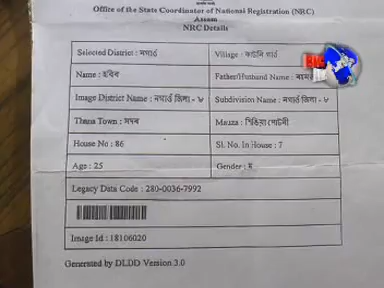 Office of the State Coordinator of National Registration (NRC)
Assam
NRC Details
Selected District : নগাওঁ
Village :
Name : হবিব
Father/Husband Name :
Image District Name : নগাওঁ জিলা - ৮
Subdivision Name : নগাওঁ জিলা - ৮
Thana Town : সদৰ
Mauza :
House No : 86
Sl. No. In House : 7
Age : 25
Gender :
Legacy Data Code : 280-0036-7992
Image Id : 18106020
Generated by DLDD Version 3.0